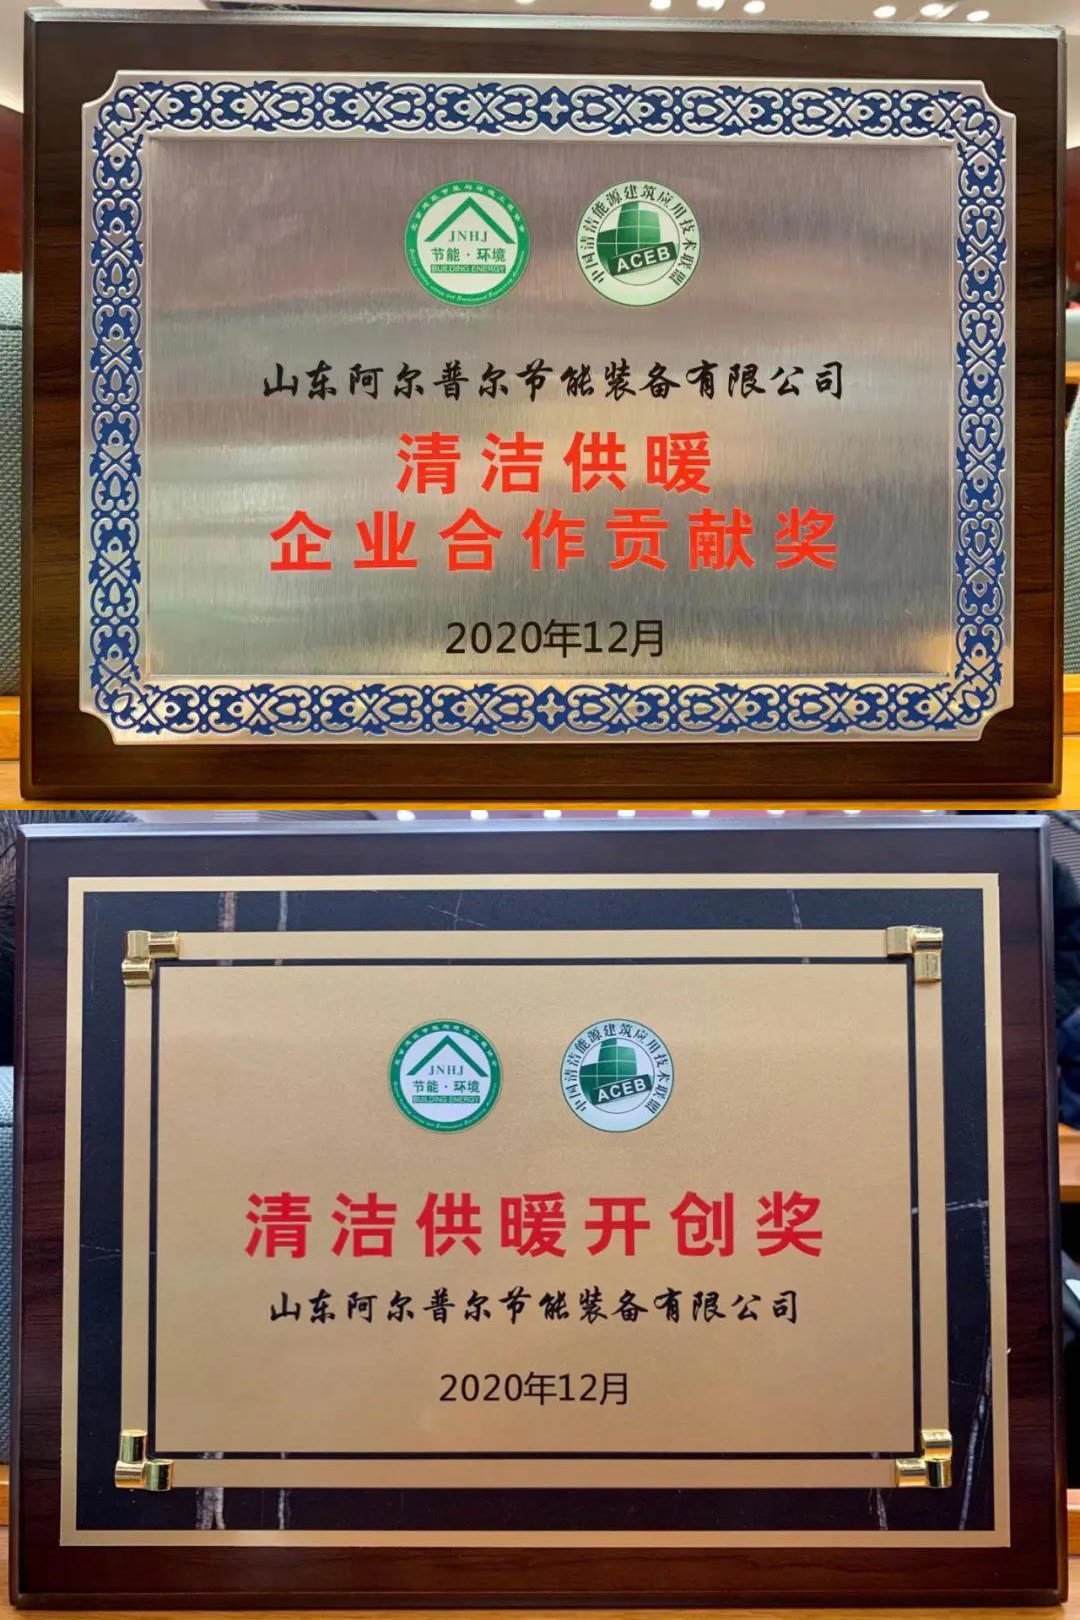 JNHJ
节能·环境
BUILDING ENERGY
中国清洁能源建筑应用技术联盟
ACEB
山东阿尔普尔节能装备有限公司
清洁供暖
企业合作贡献奖
2020年12月
JNHJ
节能·环境
BUILDING ENERGY
中国清洁能源建筑应用技术联盟
ACEB
清洁供暖开创奖
山东阿尔普尔节能装备有限公司
2020年12月